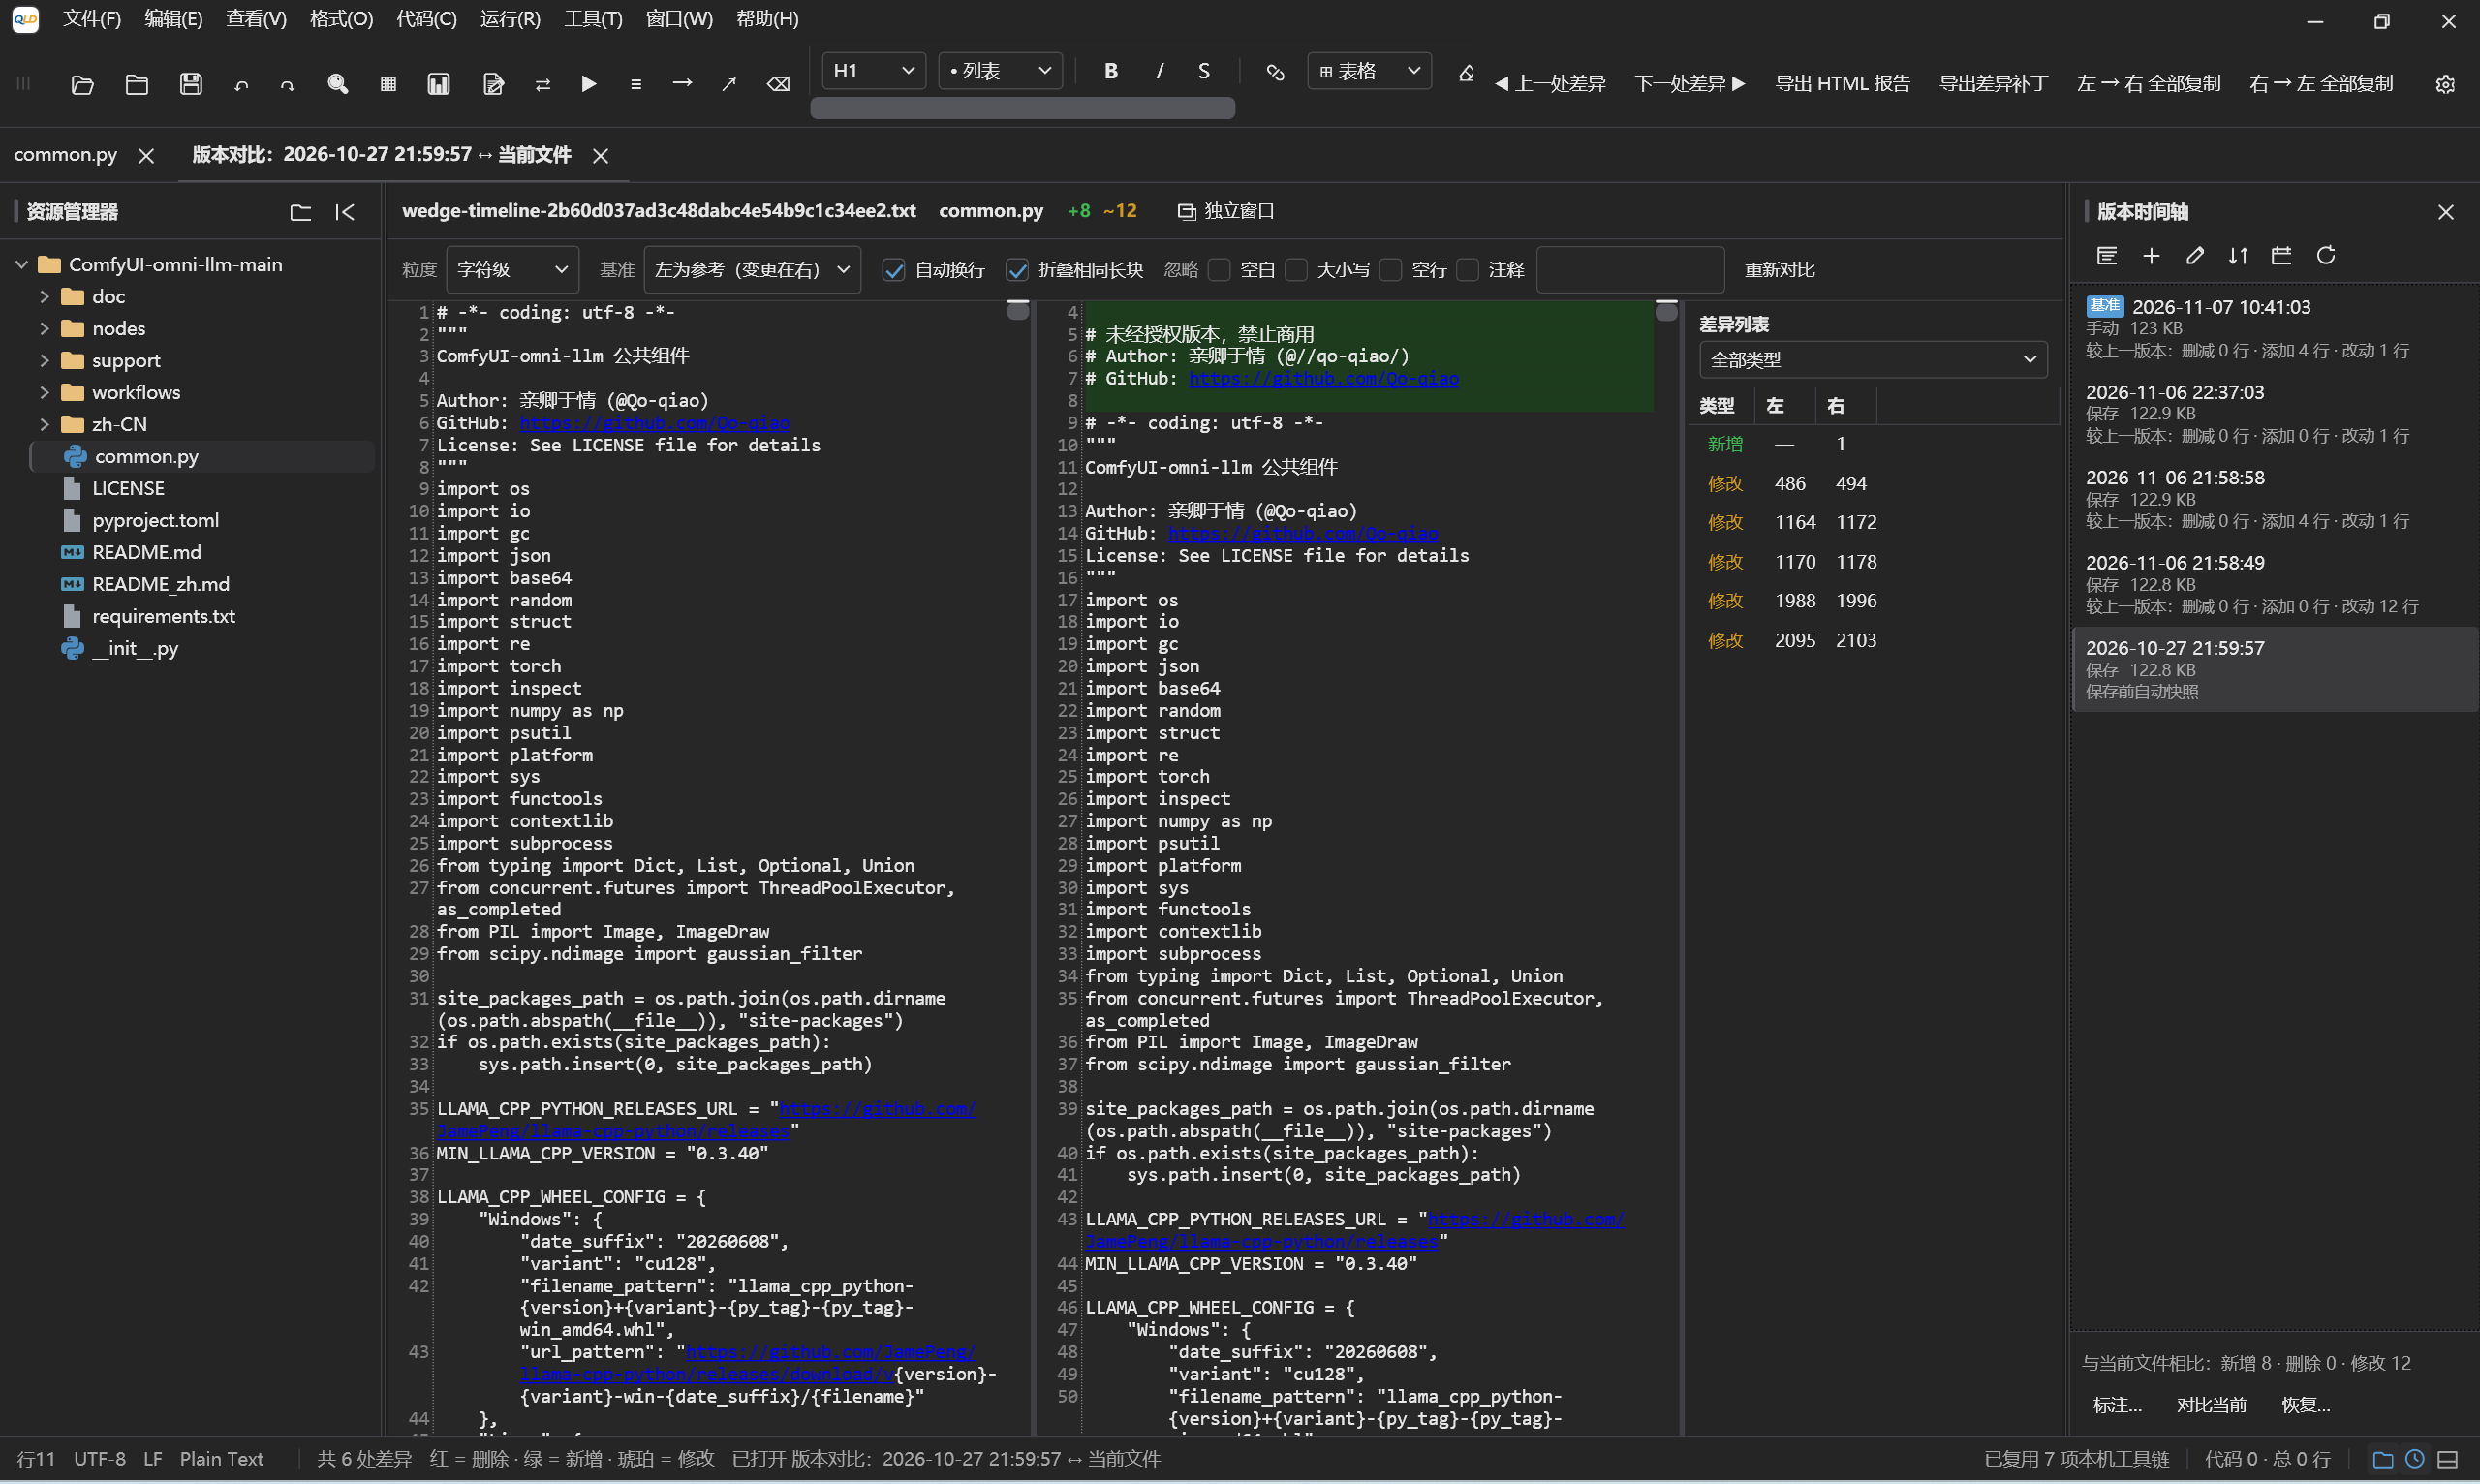 QLD 文件(F) 编辑(E) 查看(V) 格式(O) 代码(C) 运行(R) 工具(T) 窗口(W) 帮助(H)
H1 • 列表 B I S 表格 ◀ 上一处差异 下一处差异 ▶ 导出 HTML 报告 导出差异补丁 左 → 右 全部复制 右 → 左 全部复制
common.py 版本对比：2026-10-27 21:59:57 ↔ 当前文件
资源管理器
ComfyUI-omni-llm-main
doc
nodes
support
workflows
zh-CN
common.py
LICENSE
pyproject.toml
README.md
README_zh.md
requirements.txt
__init__.py
wedge-timeline-2b60d037ad3c48dabc4e54b9c1c34ee2.txt common.py +8 ~12 独立窗口
粒度 字符级 基准 左为参考（变更在右） 自动换行 折叠相同长块 忽略 空白 大小写 空行 注释 重新对比
1 # -*- coding: utf-8 -*-
2 """
3 ComfyUI-omni-llm 公共组件
4
5 Author: 亲卿于情 (@Qo-qiao)
6 GitHub: https://github.com/Qo-qiao
7 License: See LICENSE file for details
8 """
9 import os
10 import io
11 import gc
12 import json
13 import base64
14 import random
15 import struct
16 import re
17 import torch
18 import inspect
19 import numpy as np
20 import psutil
21 import platform
22 import sys
23 import functools
24 import contextlib
25 import subprocess
26 from typing import Dict, List, Optional, Union
27 from concurrent.futures import ThreadPoolExecutor,
as_completed
28 from PIL import Image, ImageDraw
29 from scipy.ndimage import gaussian_filter
30
31 site_packages_path = os.path.join(os.path.dirname
(os.path.abspath(__file__)), "site-packages")
32 if os.path.exists(site_packages_path):
33 sys.path.insert(0, site_packages_path)
34
35 LLAMA_CPP_PYTHON_RELEASES_URL = "https://github.com/
JamePeng/llama-cpp-python/releases"
36 MIN_LLAMA_CPP_VERSION = "0.3.40"
37
38 LLAMA_CPP_WHEEL_CONFIG = {
39 "Windows": {
40 "date_suffix": "20260608",
41 "variant": "cu128",
42 "filename_pattern": "llama_cpp_python-
{version}+{variant}-{py_tag}-{py_tag}-
win_amd64.whl",
43 "url_pattern": "https://github.com/JamePeng/
llama-cpp-python/releases/download/v{version}-
{variant}-win-{date_suffix}/{filename}"
44 },
4
5 # 未经授权版本，禁止商用
6 # Author: 亲卿于情 (@//qo-qiao/)
7 # GitHub: https://github.com/Qo-qiao
8
9 # -*- coding: utf-8 -*-
10 """
11 ComfyUI-omni-llm 公共组件
12
13 Author: 亲卿于情 (@Qo-qiao)
14 GitHub: https://github.com/Qo-qiao
15 License: See LICENSE file for details
16 """
17 import os
18 import io
19 import gc
20 import json
21 import base64
22 import random
23 import struct
24 import re
25 import torch
26 import inspect
27 import numpy as np
28 import psutil
29 import platform
30 import sys
31 import functools
32 import contextlib
33 import subprocess
34 from typing import Dict, List, Optional, Union
35 from concurrent.futures import ThreadPoolExecutor,
as_completed
36 from PIL import Image, ImageDraw
37 from scipy.ndimage import gaussian_filter
38
39 site_packages_path = os.path.join(os.path.dirname
(os.path.abspath(__file__)), "site-packages")
40 if os.path.exists(site_packages_path):
41 sys.path.insert(0, site_packages_path)
42
43 LLAMA_CPP_PYTHON_RELEASES_URL = "https://github.com/
JamePeng/llama-cpp-python/releases"
44 MIN_LLAMA_CPP_VERSION = "0.3.40"
45
46 LLAMA_CPP_WHEEL_CONFIG = {
47 "Windows": {
48 "date_suffix": "20260608",
49 "variant": "cu128",
50 "filename_pattern": "llama_cpp_python-
{version}+{variant}-{py_tag}-{py_tag}-
差异列表
全部类型
类型 左 右
新增 — 1
修改 486 494
修改 1164 1172
修改 1170 1178
修改 1988 1996
修改 2095 2103
版本时间轴
基准 2026-11-07 10:41:03
手动 123 KB
较上一版本：删减 0 行 · 添加 4 行 · 改动 1 行
2026-11-06 22:37:03
保存 122.9 KB
较上一版本：删减 0 行 · 添加 0 行 · 改动 1 行
2026-11-06 21:58:58
保存 122.9 KB
较上一版本：删减 0 行 · 添加 4 行 · 改动 1 行
2026-11-06 21:58:49
保存 122.8 KB
较上一版本：删减 0 行 · 添加 0 行 · 改动 12 行
2026-10-27 21:59:57
保存 122.8 KB
保存前自动快照
与当前文件相比：新增 8 · 删除 0 · 修改 12
标注... 对比当前 恢复...
行11 UTF-8 LF Plain Text 共 6 处差异 红 = 删除 · 绿 = 新增 · 琥珀 = 修改 已打开 版本对比：2026-10-27 21:59:57 ↔ 当前文件 已复用 7 项本机工具链 代码 0 · 总 0 行